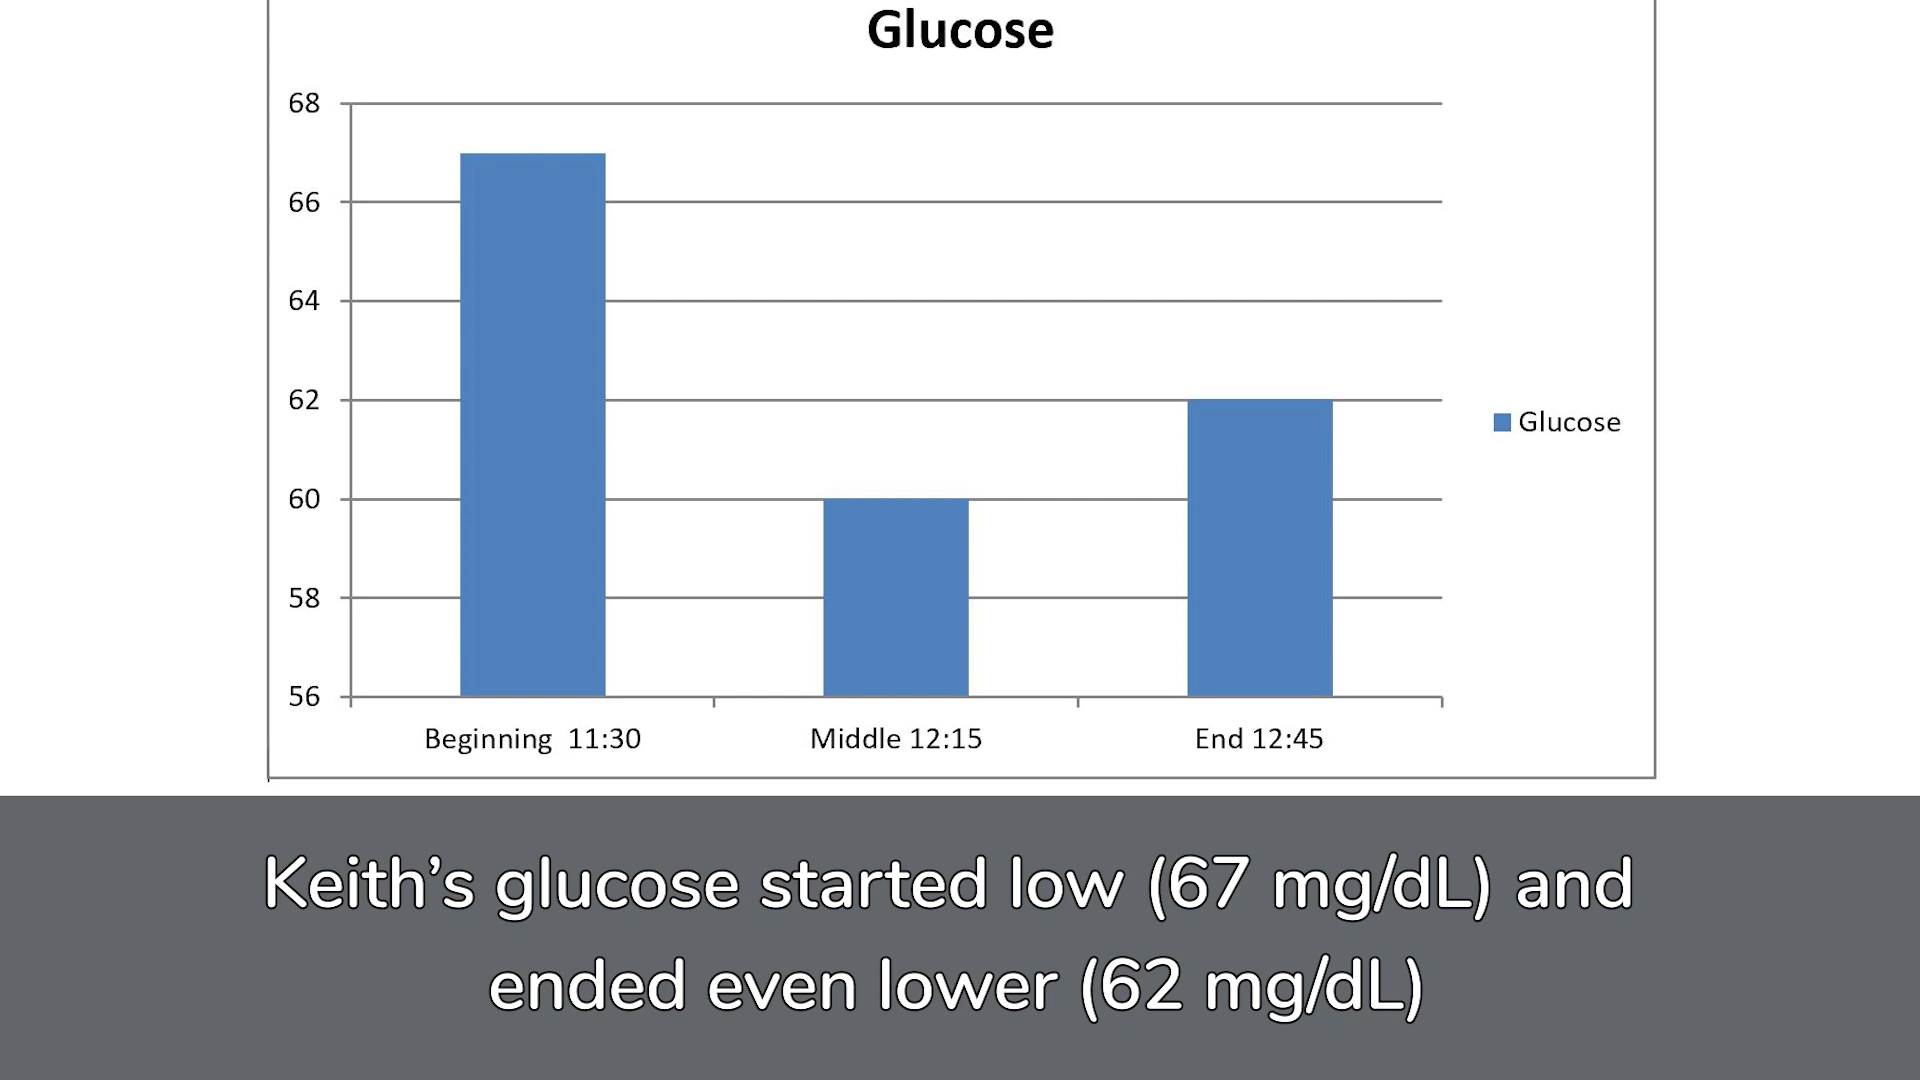 Glucose
68
66
64
62
60
58
56
Beginning  11:30
Middle 12:15
End 12:45
Glucose
Keith’s glucose started low (67 mg/dL) and
ended even lower (62 mg/dL)